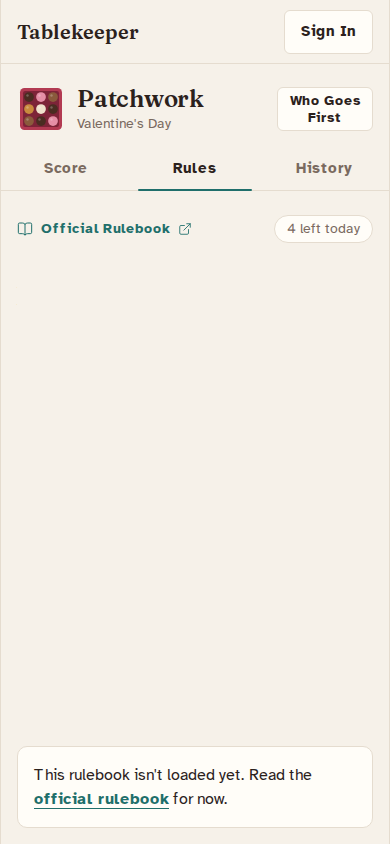 Tablekeeper
Sign In
Patchwork
Valentine's Day
Who Goes
First
Score
Rules
History
Official Rulebook
4 left today
This rulebook isn't loaded yet. Read the
official rulebook for now.